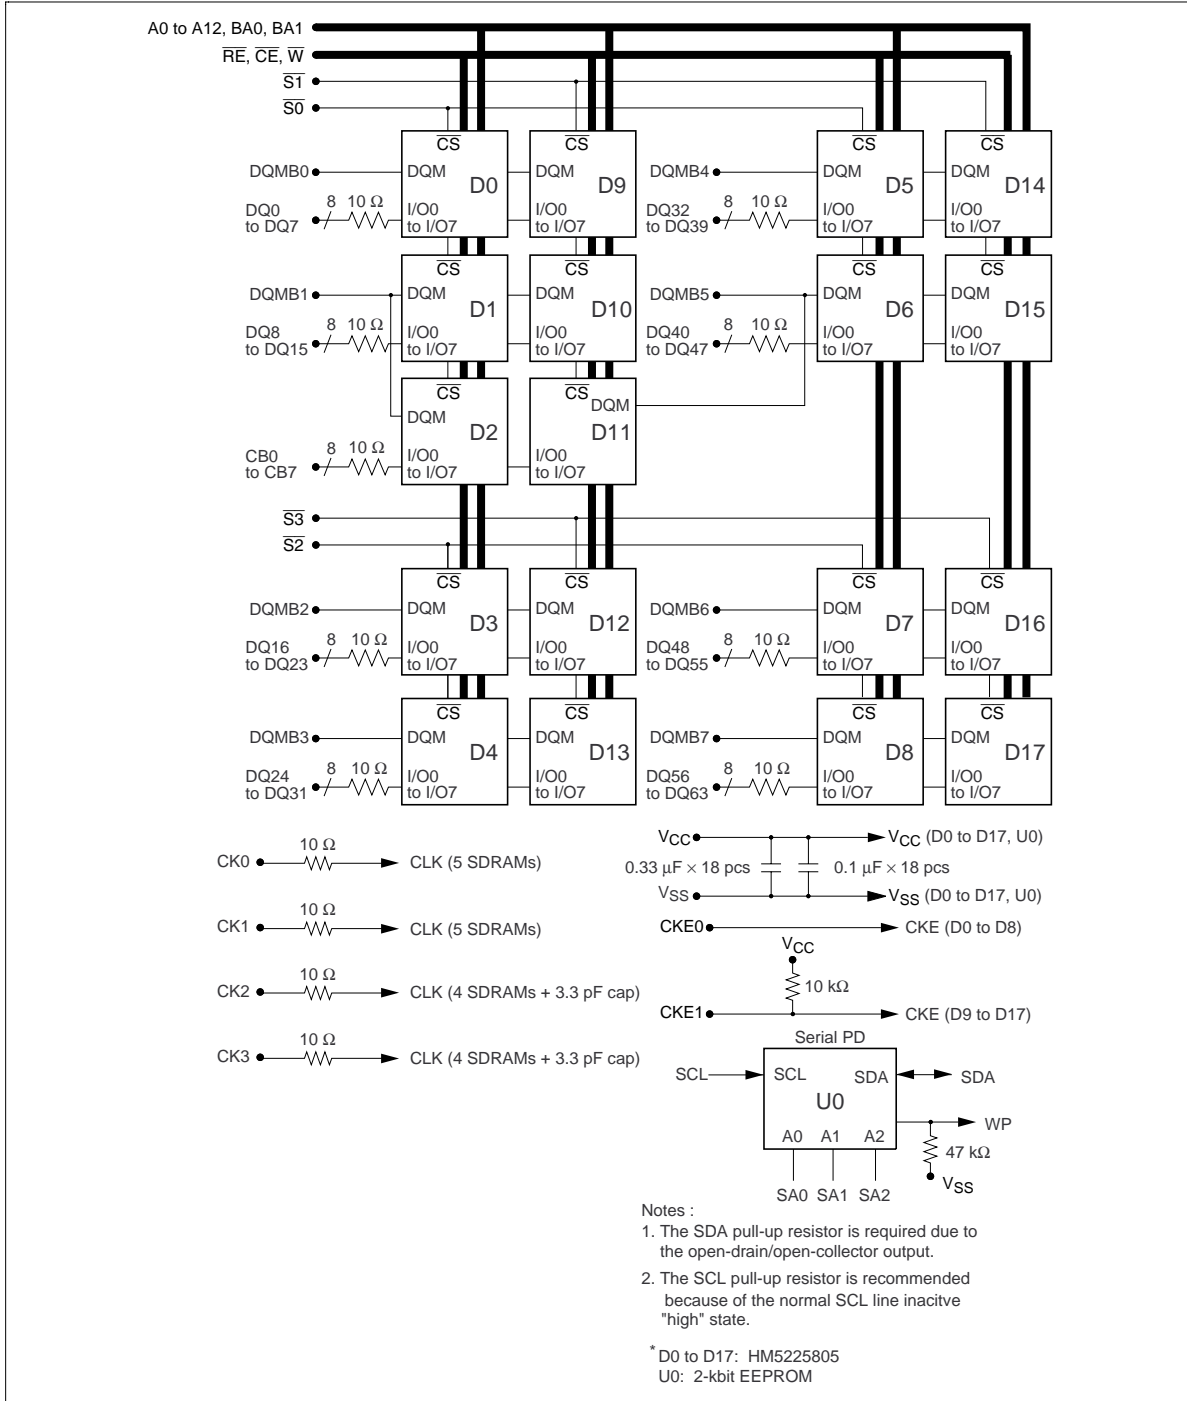 A0 to A12, BA0, BA1
RE, CE, W
S1
S0
CS
CS
CS
CS
DQMB0
DQM
D0
D9
DQMB4
DQM
D5
DQM
D14
DQ0
to DQ7
8
10 Ω
I/O0
to I/O7
I/O0
to I/O7
DQ32
to DQ39
8
10 Ω
I/O0
to I/O7
I/O0
to I/O7
CS
CS
CS
CS
DQMB1
DQM
D1
DQM
D10
DQMB5
DQM
D6
DQM
D15
DQ8
to DQ15
8
10 Ω
I/O0
to I/O7
I/O0
to I/O7
DQ40
to DQ47
8
10 Ω
I/O0
to I/O7
I/O0
to I/O7
CS
CS
DQM
D2
DQM
D11
CB0
to CB7
8
10 Ω
I/O0
to I/O7
I/O0
to I/O7
S3
S2
CS
CS
CS
CS
DQMB2
DQM
D3
DQM
D12
DQMB6
DQM
D7
DQM
D16
DQ16
to DQ23
8
10 Ω
I/O0
to I/O7
I/O0
to I/O7
DQ48
to DQ55
8
10 Ω
I/O0
to I/O7
I/O0
to I/O7
CS
CS
CS
CS
DQMB3
DQM
D4
DQM
D13
DQMB7
DQM
D8
DQM
D17
DQ24
to DQ31
8
10 Ω
I/O0
to I/O7
I/O0
to I/O7
DQ56
to DQ63
8
10 Ω
I/O0
to I/O7
I/O0
to I/O7
CK0
10 Ω
CLK (5 SDRAMs)
CK1
10 Ω
CLK (5 SDRAMs)
CK2
10 Ω
CLK (4 SDRAMs + 3.3 pF cap)
CK3
10 Ω
CLK (4 SDRAMs + 3.3 pF cap)
VCC
VCC (D0 to D17, U0)
0.33 µF × 18 pcs
0.1 µF × 18 pcs
VSS
VSS (D0 to D17, U0)
CKE0
CKE (D0 to D8)
VCC
10 kΩ
CKE1
CKE (D9 to D17)
Serial PD
SCL
SCL
SDA
SDA
U0
WP
A0 A1 A2
47 kΩ
VSS
SA0 SA1 SA2
Notes :
1. The SDA pull-up resistor is required due to
the open-drain/open-collector output.
2. The SCL pull-up resistor is recommended
because of the normal SCL line inacitve
"high" state.
* D0 to D17: HM5225805
U0: 2-kbit EEPROM